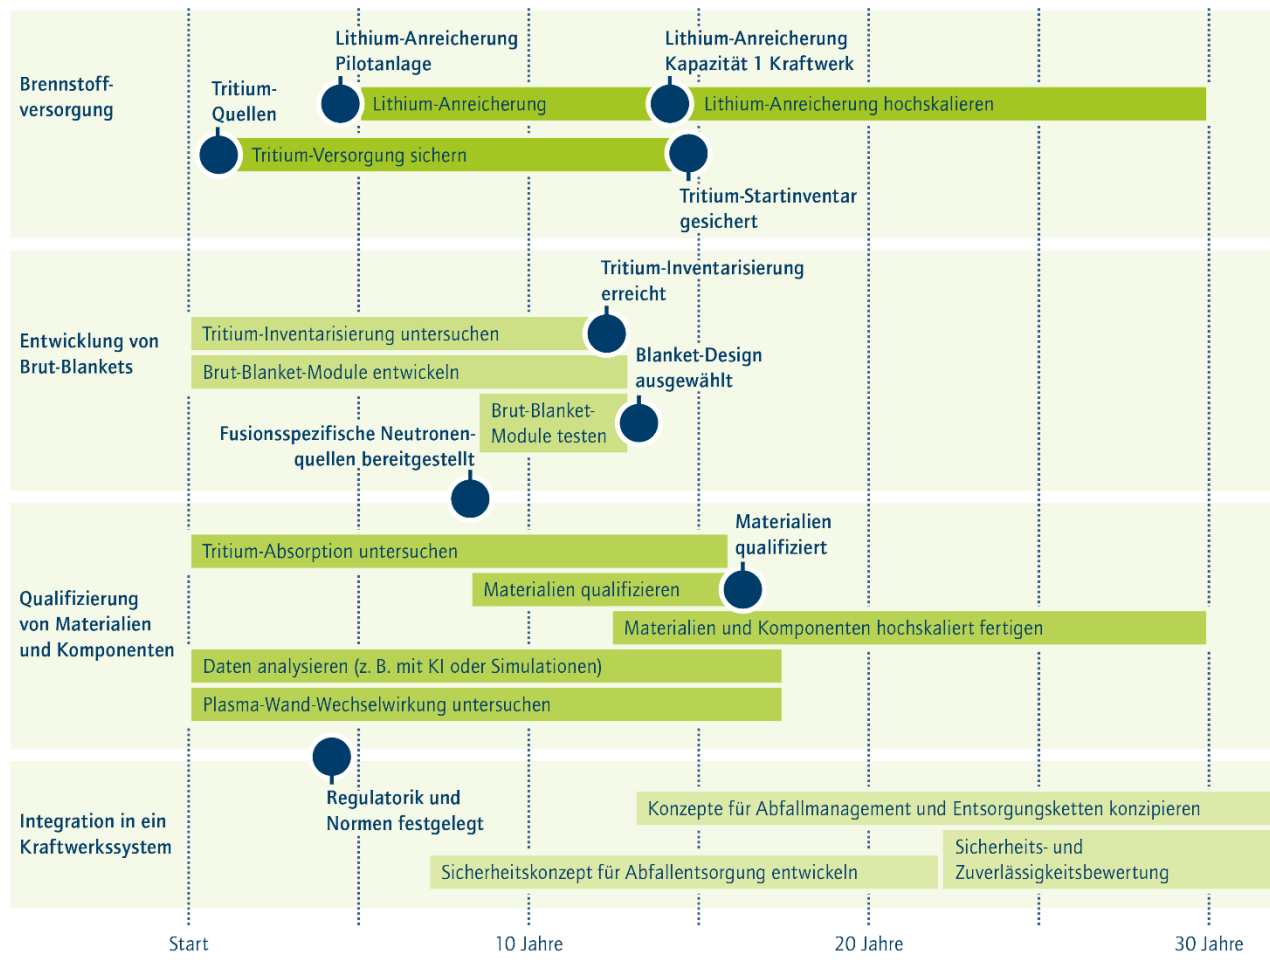 Brennstoff-
versorgung
Tritium-
Quellen
Lithium-Anreicherung
Pilotanlage
Lithium-Anreicherung
Kapazität 1 Kraftwerk
Lithium-Anreicherung
Lithium-Anreicherung hochskalieren
Tritium-Versorgung sichern
Tritium-Startinventar
gesichert
Entwicklung von
Brut-Blankets
Tritium-Inventarisierung
erreicht
Tritium-Inventarisierung untersuchen
Brut-Blanket-Module entwickeln
Blanket-Design
ausgewählt
Brut-Blanket-
Module testen
Fusionsspezifische Neutronen-
quellen bereitgestellt
Qualifizierung
von Materialien
und Komponenten
Materialien
qualifiziert
Tritium-Absorption untersuchen
Materialien qualifizieren
Materialien und Komponenten hochskaliert fertigen
Daten analysieren (z. B. mit KI oder Simulationen)
Plasma-Wand-Wechselwirkung untersuchen
Integration in ein
Kraftwerkssystem
Regulatorik und
Normen festgelegt
Konzepte für Abfallmanagement und Entsorgungsketten konzipieren
Sicherheits- und
Zuverlässigkeitsbewertung
Sicherheitskonzept für Abfallentsorgung entwickeln
Start
10 Jahre
20 Jahre
30 Jahre